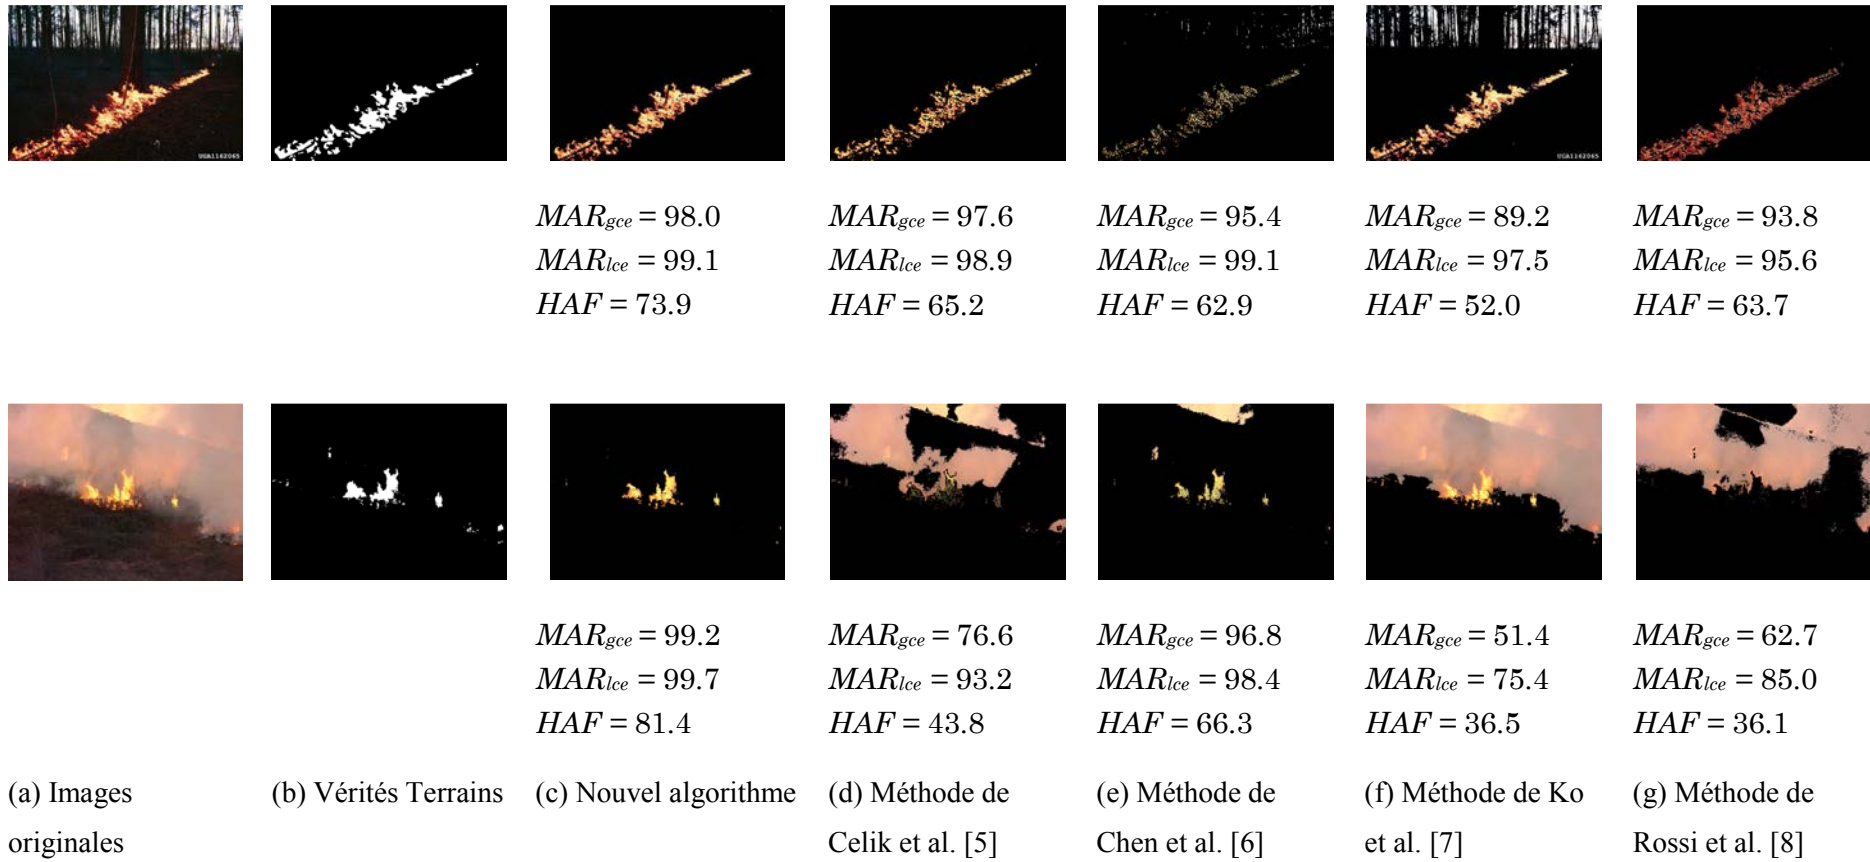 UGA1162065
UGA1162065
MARgce = 98.0
MARlce = 99.1
HAF = 73.9
MARgce = 97.6
MARlce = 98.9
HAF = 65.2
MARgce = 95.4
MARlce = 99.1
HAF = 62.9
MARgce = 89.2
MARlce = 97.5
HAF = 52.0
MARgce = 93.8
MARlce = 95.6
HAF = 63.7
MARgce = 99.2
MARlce = 99.7
HAF = 81.4
MARgce = 76.6
MARlce = 93.2
HAF = 43.8
MARgce = 96.8
MARlce = 98.4
HAF = 66.3
MARgce = 51.4
MARlce = 75.4
HAF = 36.5
MARgce = 62.7
MARlce = 85.0
HAF = 36.1
(a) Images
originales
(b) Vérités Terrains
(c) Nouvel algorithme
(d) Méthode de
Celik et al. [5]
(e) Méthode de
Chen et al. [6]
(f) Méthode de Ko
et al. [7]
(g) Méthode de
Rossi et al. [8]